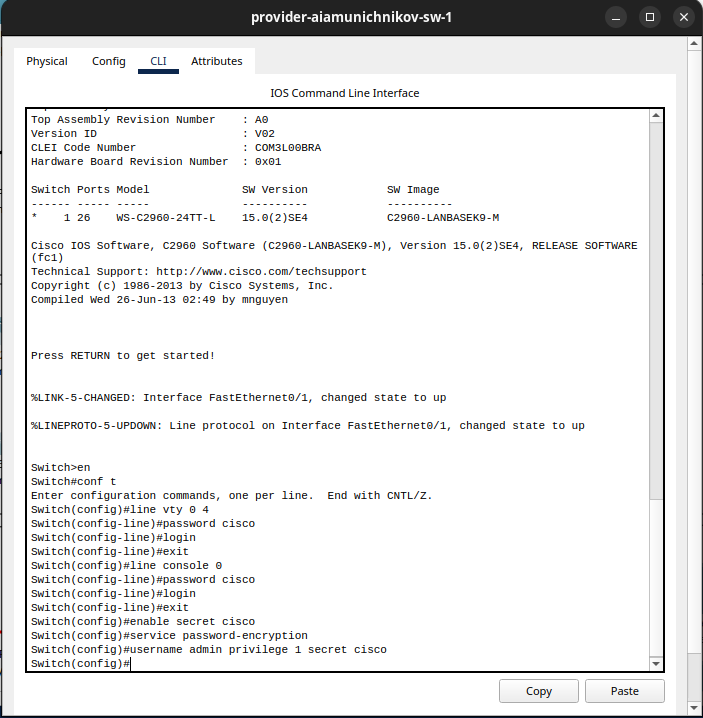 provider-aiamunichnikov-sw-1
Physical Config CLI Attributes
IOS Command Line Interface
Top Assembly Revision Number    : A0
Version ID                      : V02
CLEI Code Number                : COM3L00BRA
Hardware Board Revision Number  : 0x01
Switch Ports Model              SW Version            SW Image
------ ----- -----              ----------            ----------
*    1 26    WS-C2960-24TT-L    15.0(2)SE4            C2960-LANBASEK9-M
Cisco IOS Software, C2960 Software (C2960-LANBASEK9-M), Version 15.0(2)SE4, RELEASE SOFTWARE
(fc1)
Technical Support: http://www.cisco.com/techsupport
Copyright (c) 1986-2013 by Cisco Systems, Inc.
Compiled Wed 26-Jun-13 02:49 by mnguyen
Press RETURN to get started!
%LINK-5-CHANGED: Interface FastEthernet0/1, changed state to up
%LINEPROTO-5-UPDOWN: Line protocol on Interface FastEthernet0/1, changed state to up
Switch>en
Switch#conf t
Enter configuration commands, one per line.  End with CNTL/Z.
Switch(config)#line vty 0 4
Switch(config-line)#password cisco
Switch(config-line)#login
Switch(config-line)#exit
Switch(config)#line console 0
Switch(config-line)#password cisco
Switch(config-line)#login
Switch(config-line)#exit
Switch(config)#enable secret cisco
Switch(config)#service password-encryption
Switch(config)#username admin privilege 1 secret cisco
Switch(config)#
Copy Paste